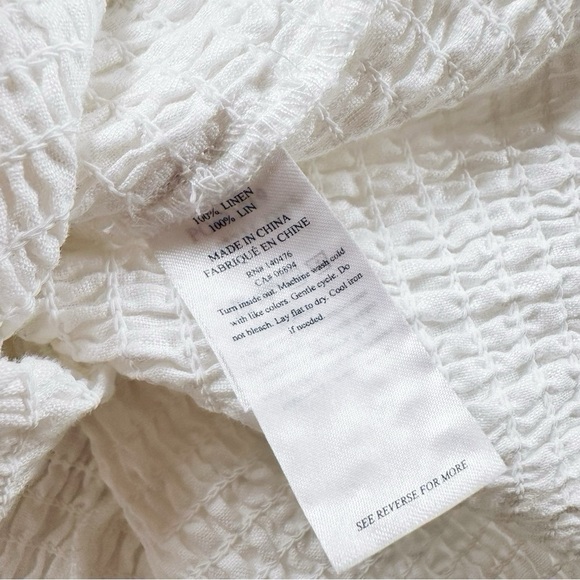 100% LINEN
100% LIN
MADE IN CHINA
FABRIQUÉ EN CHINE
RN# 140476
CA# 06894
Turn inside out. Machine wash cold
with like colors. Gentle cycle. Do
not bleach. Lay flat to dry. Cool iron
if needed
SEE REVERSE FOR MORE